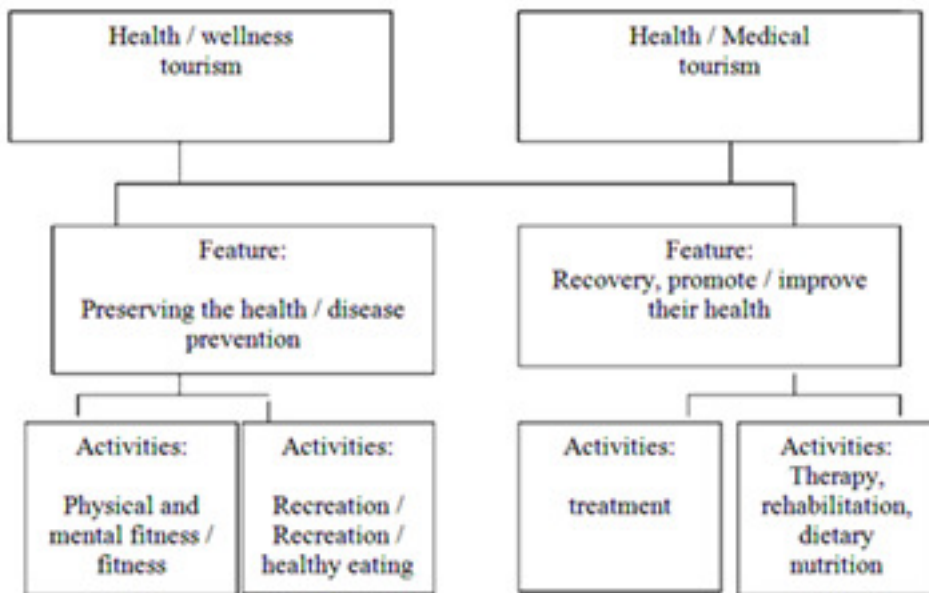 Health / wellness
tourism
Health / Medical
tourism
Feature:
Preserving the health / disease
prevention
Feature:
Recovery, promote / improve
their health
Activities:
Physical and
mental fitness /
fitness
Activities:
Recreation /
Recreation /
healthy eating
Activities:
treatment
Activities:
Therapy,
rehabilitation,
dietary
nutrition